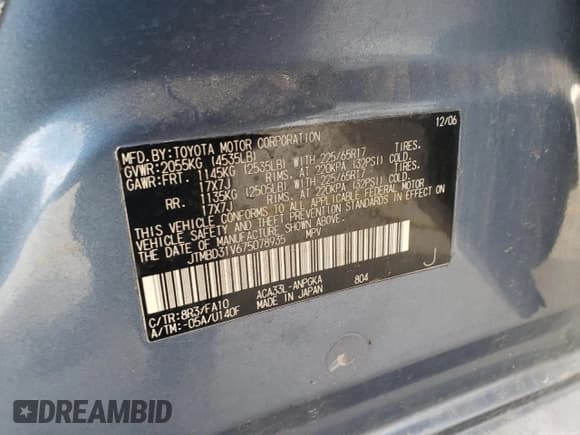 MFD.BY:TOYOTA MOTOR CORPORATION 12/06
GVWR:2055KG (4535LB)
GAWR:FRT 1145KG (2535LB) WITH 225/65R17 TIRES,
17X7J RIMS, AT 220KPA (32PSI) COLD.
RR. 1135KG (2505LB) WITH 225/65R17 TIRES,
17X7J RIMS, AT 220KPA (32PSI) COLD.
THIS VEHICLE CONFORMS TO ALL APPLICABLE FEDERAL MOTOR
VEHICLE SAFETY AND THEFT PREVENTION STANDARDS IN EFFECT ON
THE DATE OF MANUFACTURE SHOWN ABOVE.
JTMBD31V675078935 MPV
J
C/TR:8R3/FA10 ACA33L-ANPGKA 804
A/TM:-05A/U140F MADE IN JAPAN
DREAMBID